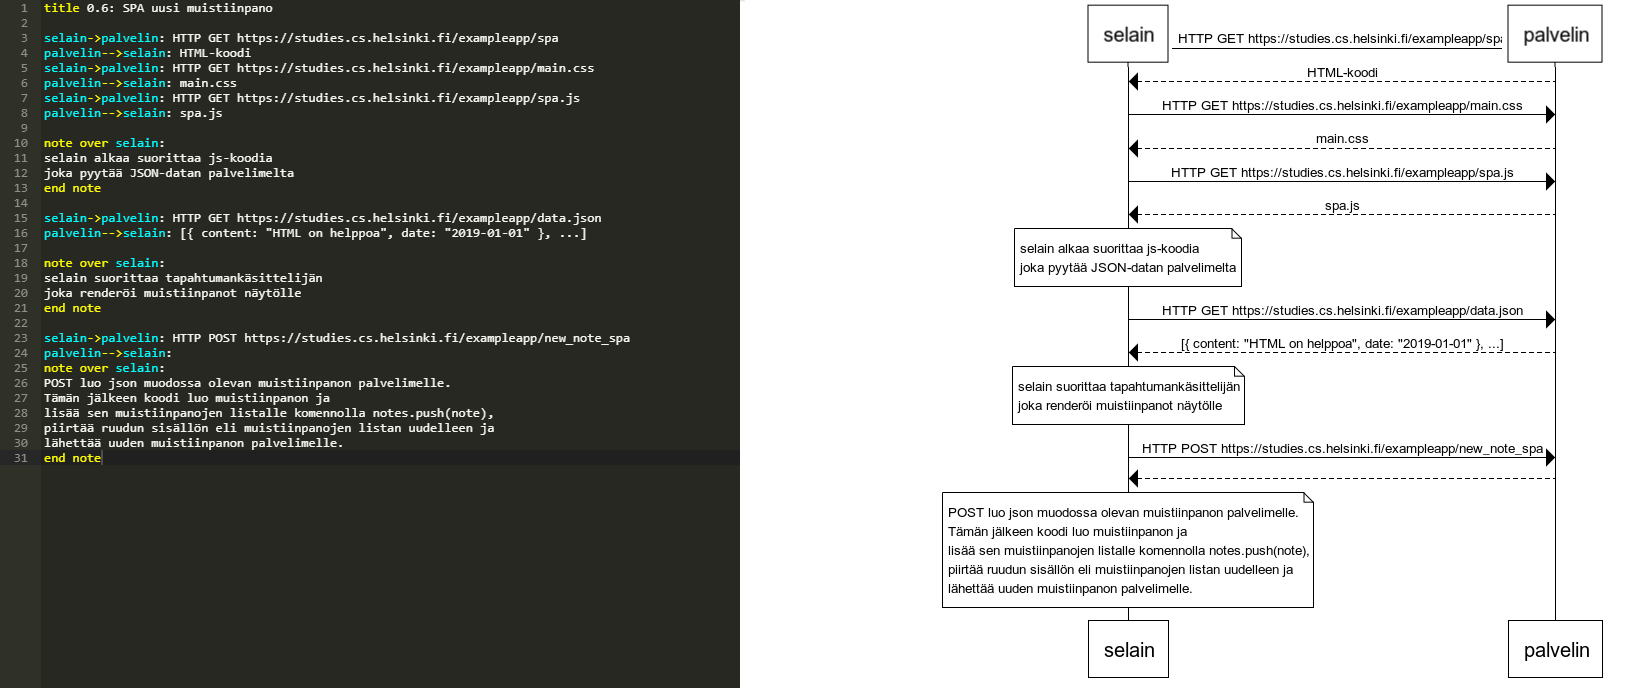 1 title 0.6: SPA uusi muistiinpano
2
3 selain->palvelin: HTTP GET https://studies.cs.helsinki.fi/exampleapp/spa
4 palvelin-->selain: HTML-koodi
5 selain->palvelin: HTTP GET https://studies.cs.helsinki.fi/exampleapp/main.css
6 palvelin-->selain: main.css
7 selain->palvelin: HTTP GET https://studies.cs.helsinki.fi/exampleapp/spa.js
8 palvelin-->selain: spa.js
9
10 note over selain:
11 selain alkaa suorittaa js-koodia
12 joka pyytää JSON-datan palvelimelta
13 end note
14
15 selain->palvelin: HTTP GET https://studies.cs.helsinki.fi/exampleapp/data.json
16 palvelin-->selain: [{ content: "HTML on helppoa", date: "2019-01-01" }, ...]
17
18 note over selain:
19 selain suorittaa tapahtumankäsittelijän
20 joka renderöi muistiinpanot näytölle
21 end note
22
23 selain->palvelin: HTTP POST https://studies.cs.helsinki.fi/exampleapp/new_note_spa
24 palvelin-->selain:
25 note over selain:
26 POST luo json muodossa olevan muistiinpanon palvelimelle.
27 Tämän jälkeen koodi luo muistiinpanon ja
28 lisää sen muistiinpanojen listalle komennolla notes.push(note),
29 piirtää ruudun sisällön eli muistiinpanojen listan uudelleen ja
30 lähettää uuden muistiinpanon palvelimelle.
31 end note
selain
palvelin
HTTP GET https://studies.cs.helsinki.fi/exampleapp/spa
HTML-koodi
HTTP GET https://studies.cs.helsinki.fi/exampleapp/main.css
main.css
HTTP GET https://studies.cs.helsinki.fi/exampleapp/spa.js
spa.js
selain alkaa suorittaa js-koodia
joka pyytää JSON-datan palvelimelta
HTTP GET https://studies.cs.helsinki.fi/exampleapp/data.json
[{ content: "HTML on helppoa", date: "2019-01-01" }, ...]
selain suorittaa tapahtumankäsittelijän
joka renderöi muistiinpanot näytölle
HTTP POST https://studies.cs.helsinki.fi/exampleapp/new_note_spa
POST luo json muodossa olevan muistiinpanon palvelimelle.
Tämän jälkeen koodi luo muistiinpanon ja
lisää sen muistiinpanojen listalle komennolla notes.push(note),
piirtää ruudun sisällön eli muistiinpanojen listan uudelleen ja
lähettää uuden muistiinpanon palvelimelle.
selain
palvelin